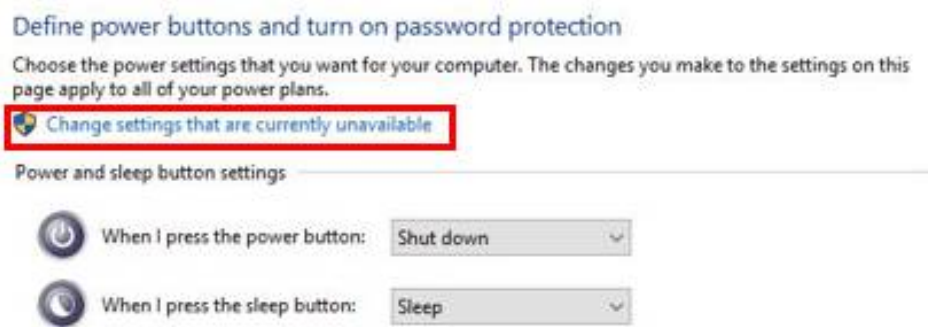 Define power buttons and turn on password protection
Choose the power settings that you want for your computer. The changes you make to the settings on this
page apply to all of your power plans.
Change settings that are currently unavailable
Power and sleep button settings
When I press the power button: Shut down
When I press the sleep button: Sleep